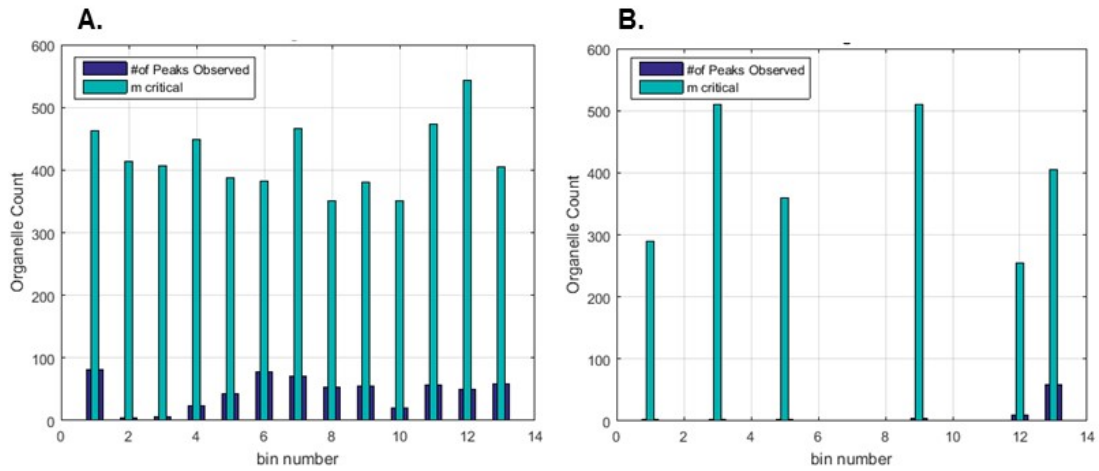 A.
600
500
400
300
200
100
0
Organelle Count
#of Peaks Observed
m critical
0 2 4 6 8 10 12 14
bin number
B.
600
500
400
300
200
100
0
Organelle Count
#of Peaks Observed
m critical
0 2 4 6 8 10 12 14
bin number